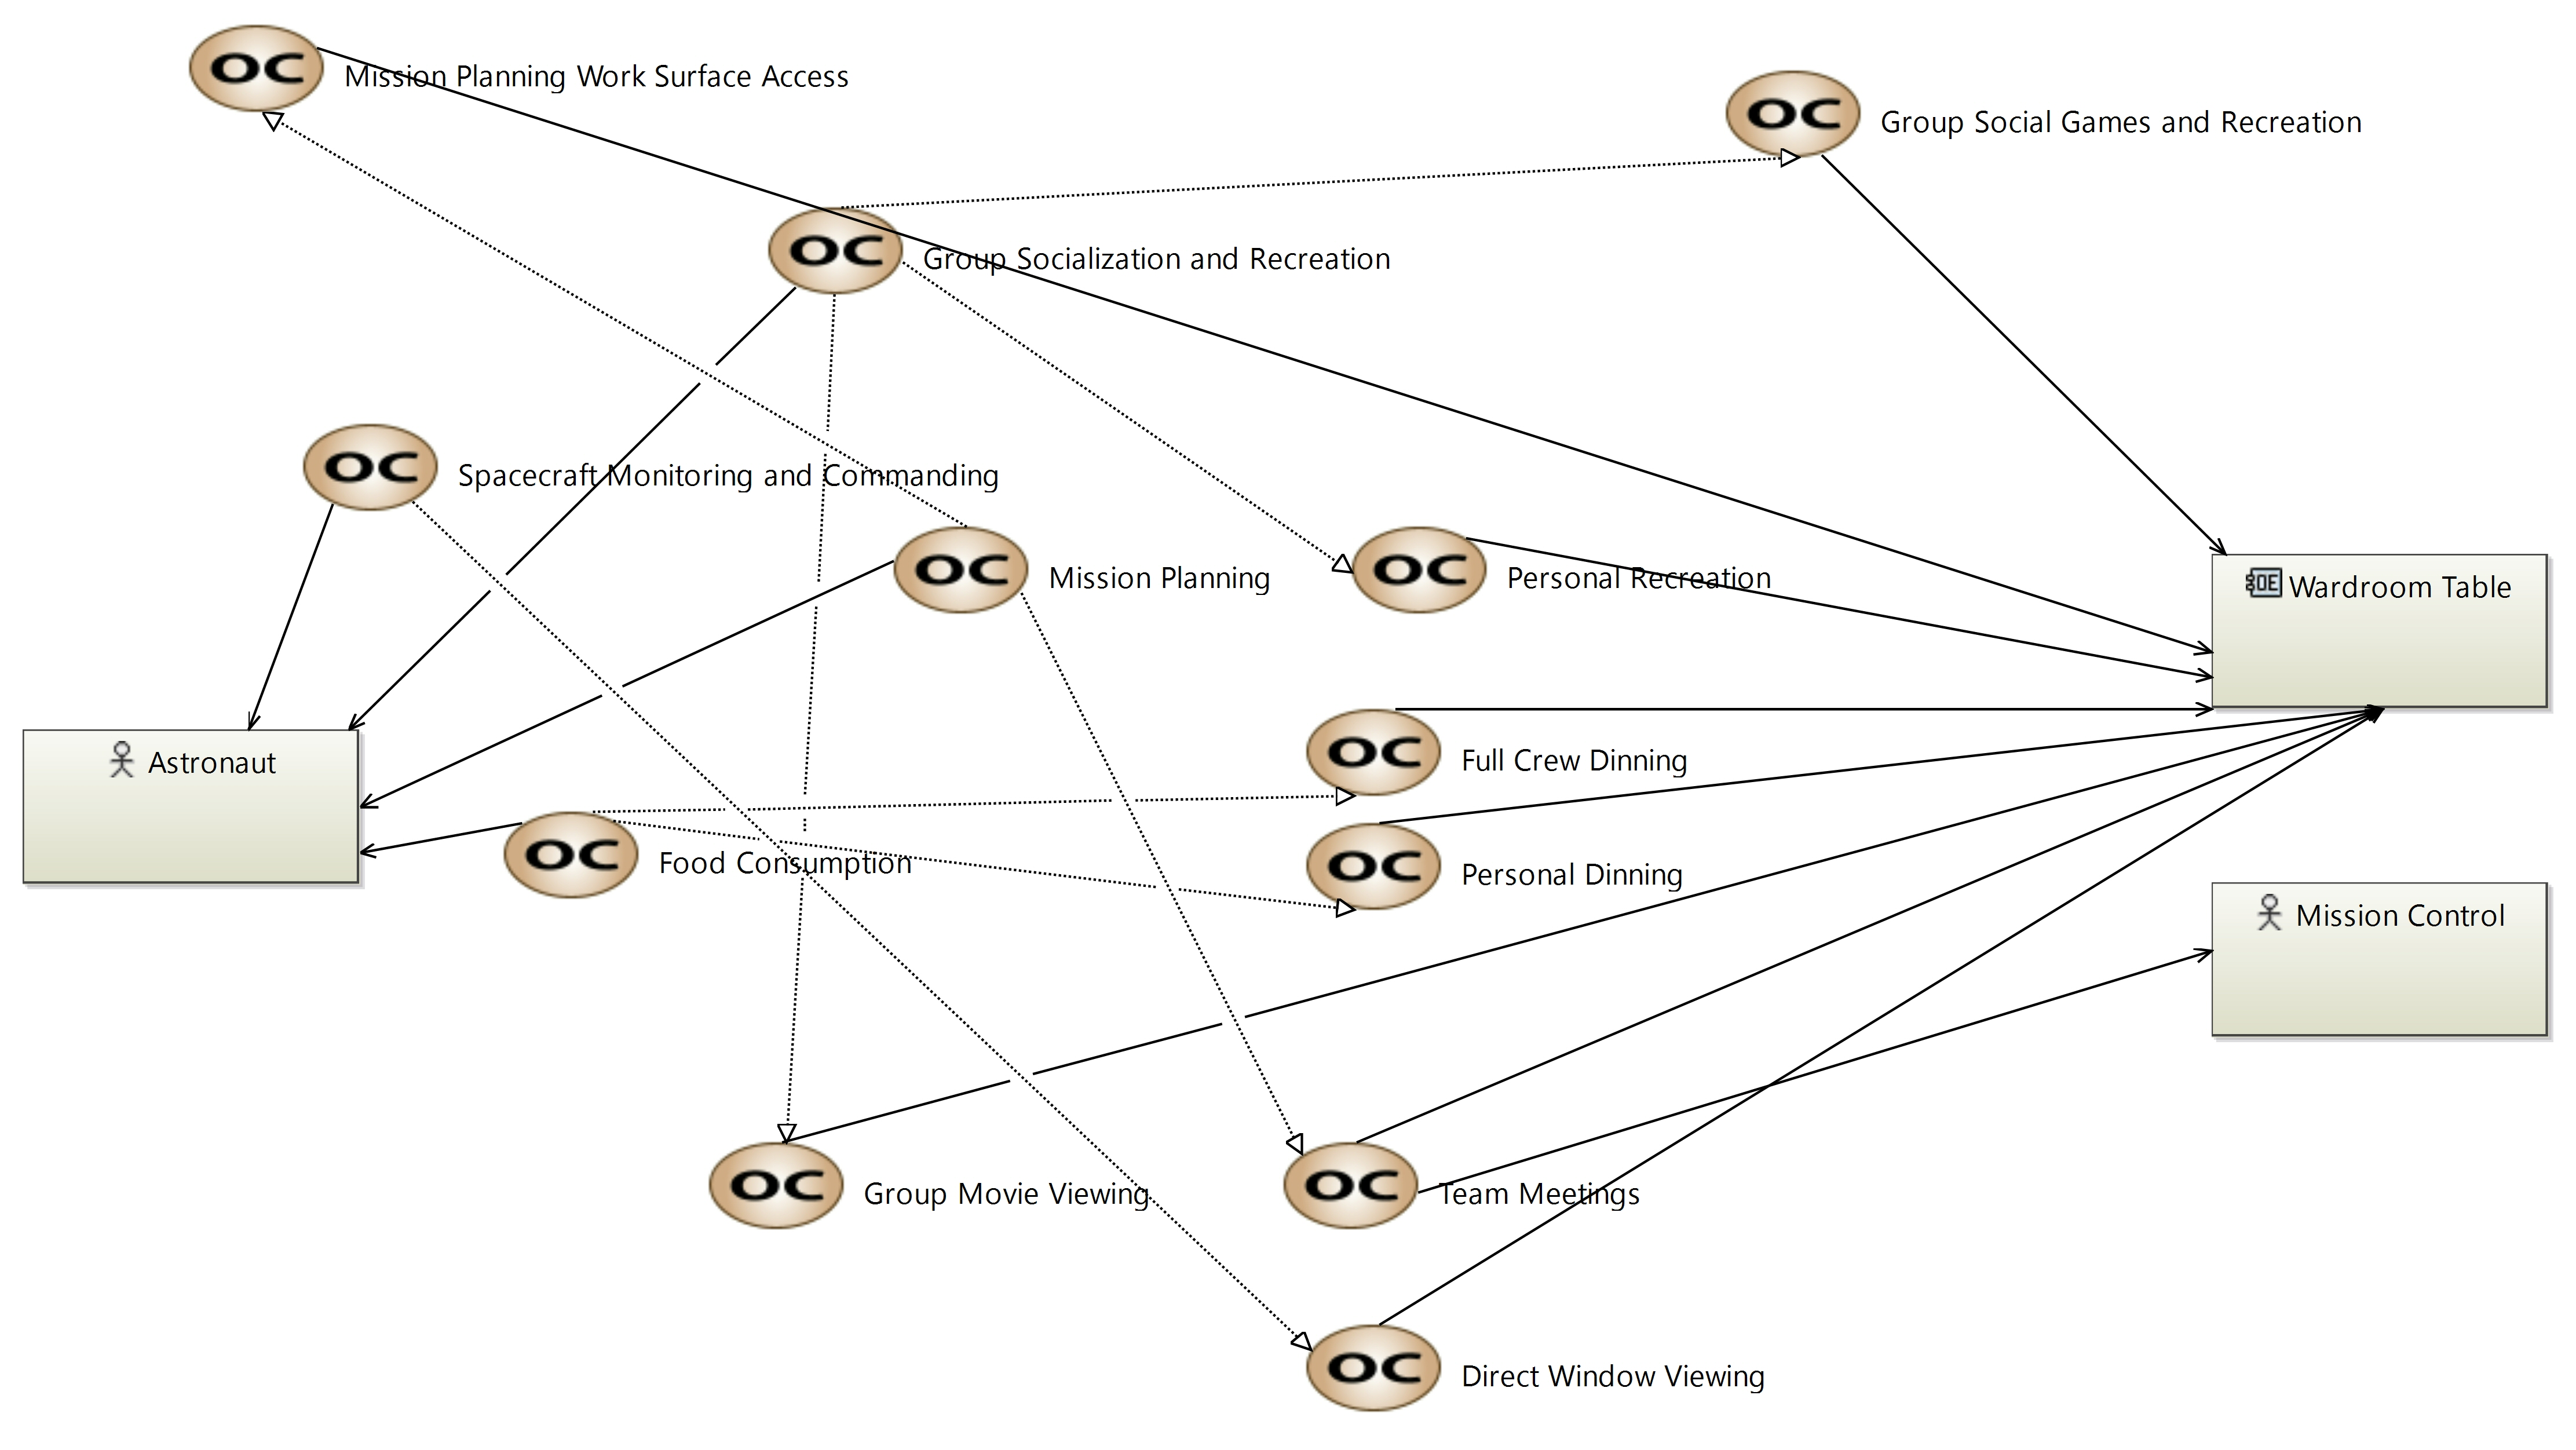 OC Mission Planning Work Surface Access
OC Group Social Games and Recreation
OC Group Socialization and Recreation
OC Spacecraft Monitoring and Commanding
OC Mission Planning
OC Personal Recreation
OE Wardroom Table
Astronaut
OC Full Crew Dinning
OC Food Consumption
OC Personal Dinning
Mission Control
OC Group Movie Viewing
OC Team Meetings
OC Direct Window Viewing